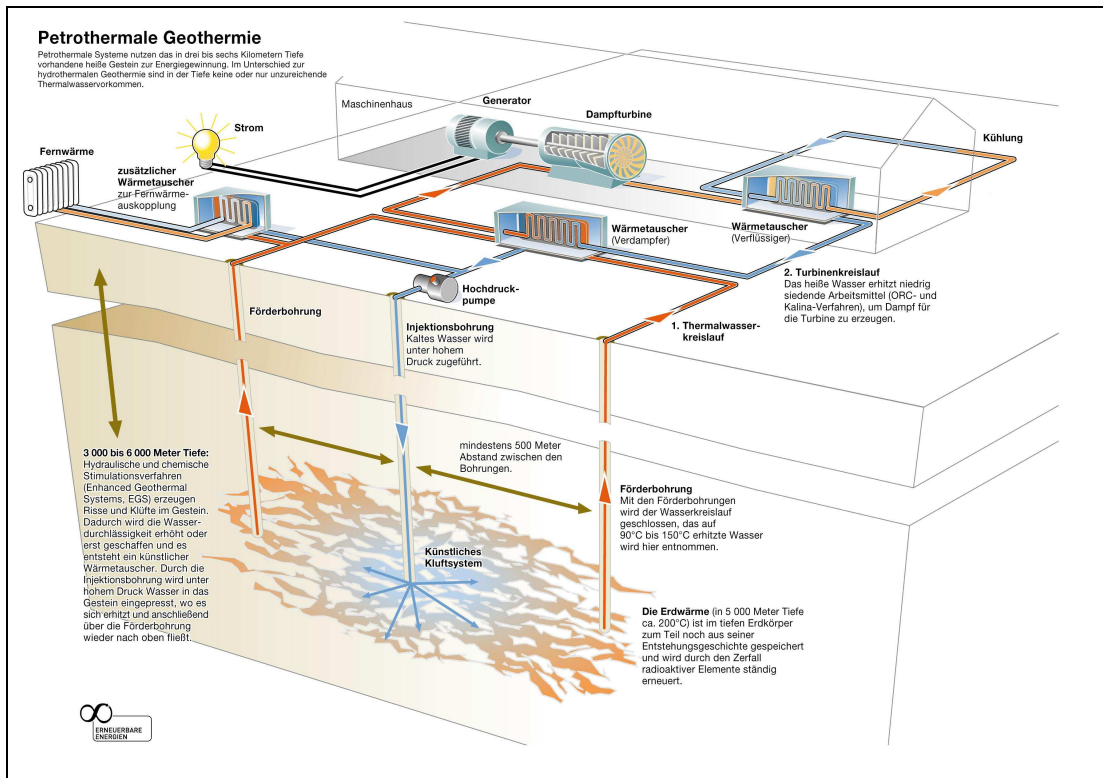 Petrothermale Geothermie
Petrothermale Systeme nutzen das in drei bis sechs Kilometern Tiefe
vorhandene heiße Gestein zur Energiegewinnung. Im Unterschied zur
hydrothermalen Geothermie sind in der Tiefe keine oder nur unzureichende
Thermalwasservorkommen.
Maschinenhaus
Generator
Dampfturbine
Strom
Kühlung
Fernwärme
zusätzlicher
Wärmetauscher
zur Fernwärme-
auskopplung
Wärmetauscher
(Verdampfer)
Wärmetauscher
(Verflüssiger)
Hochdruck-
pumpe
2. Turbinenkreislauf
Das heiße Wasser erhitzt niedrig
siedende Arbeitsmittel (ORC- und
Kalina-Verfahren), um Dampf für
die Turbine zu erzeugen.
Förderbohrung
Injektionsbohrung
Kaltes Wasser wird
unter hohem
Druck zugeführt.
1. Thermalwasser-
kreislauf
3 000 bis 6 000 Meter Tiefe:
Hydraulische und chemische
Stimulationsverfahren
(Enhanced Geothermal
Systems, EGS) erzeugen
Risse und Klüfte im Gestein.
Dadurch wird die Wasser-
durchlässigkeit erhöht oder
erst geschaffen und es
entsteht ein künstlicher
Wärmetauscher. Durch die
Injektionsbohrung wird unter
hohem Druck Wasser in das
Gestein eingepresst, wo es
sich erhitzt und anschließend
über die Förderbohrung
wieder nach oben fließt.
mindestens 500 Meter
Abstand zwischen den
Bohrungen.
Förderbohrung
Mit den Förderbohrungen
wird der Wasserkreislauf
geschlossen, das auf
90°C bis 150°C erhitzte Wasser
wird hier entnommen.
Künstliches
Kluftsystem
Die Erdwärme (in 5 000 Meter Tiefe
ca. 200°C) ist im tiefen Erdkörper
zum Teil noch aus seiner
Entstehungsgeschichte gespeichert
und wird durch den Zerfall
radioaktiver Elemente ständig
erneuert.
ERNEUERBARE
ENERGIEN